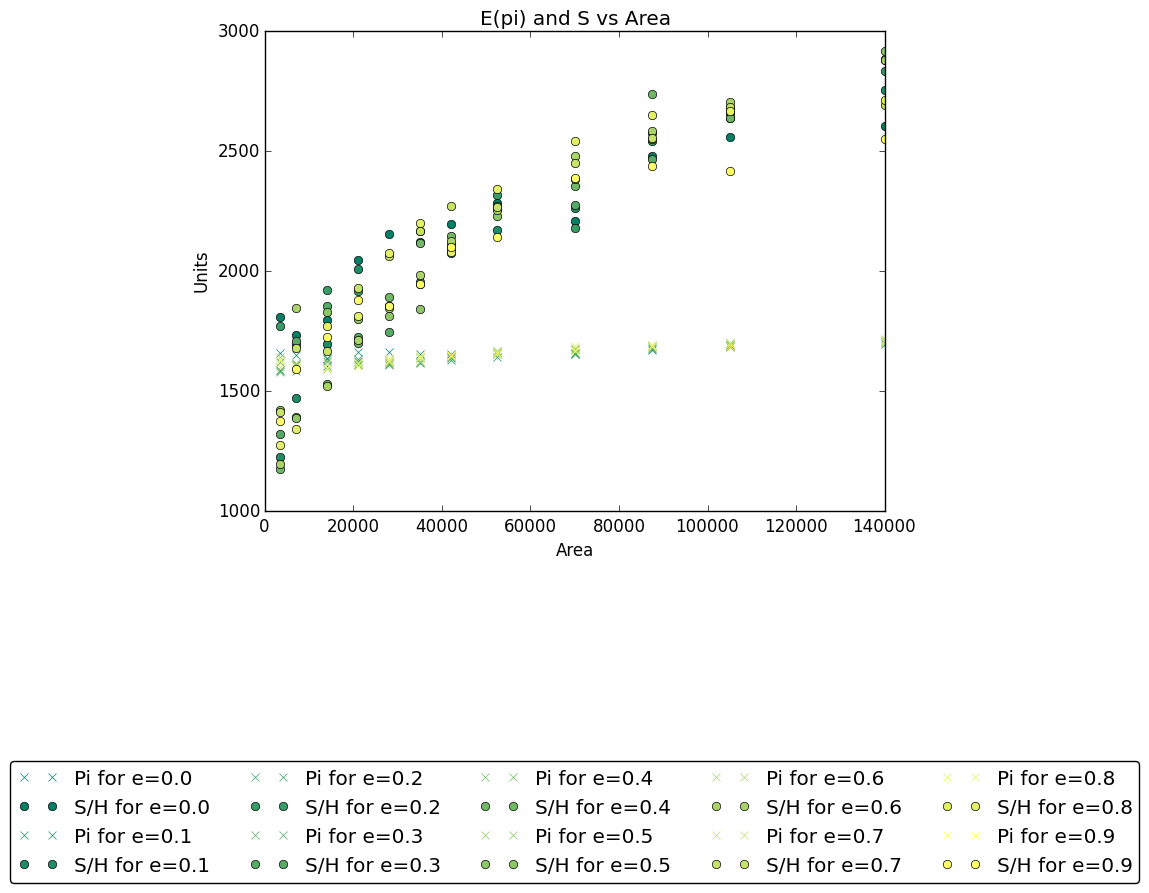 E(pi) and S vs Area
3000
2500
2000
1500
1000
Units
0 20000 40000 60000 80000 100000 120000 140000
Area
Pi for e=0.0 Pi for e=0.2 Pi for e=0.4 Pi for e=0.6 Pi for e=0.8
S/H for e=0.0 S/H for e=0.2 S/H for e=0.4 S/H for e=0.6 S/H for e=0.8
Pi for e=0.1 Pi for e=0.3 Pi for e=0.5 Pi for e=0.7 Pi for e=0.9
S/H for e=0.1 S/H for e=0.3 S/H for e=0.5 S/H for e=0.7 S/H for e=0.9